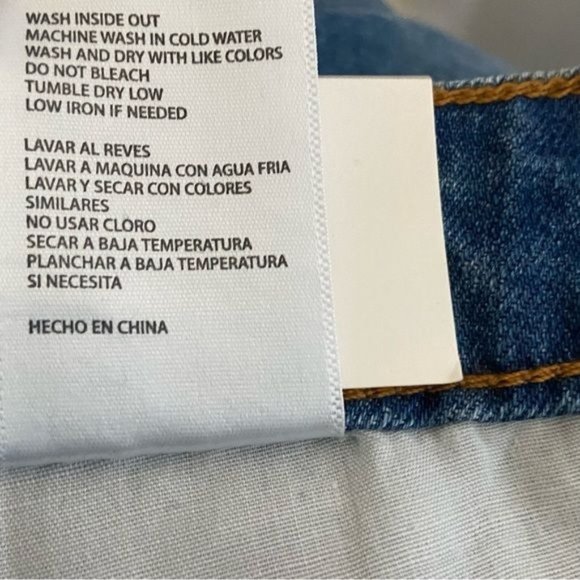 WASH INSIDE OUT
MACHINE WASH IN COLD WATER
WASH AND DRY WITH LIKE COLORS
DO NOT BLEACH
TUMBLE DRY LOW
LOW IRON IF NEEDED
LAVAR AL REVES
LAVAR A MAQUINA CON AGUA FRIA
LAVAR Y SECAR CON COLORES
SIMILARES
NO USAR CLORO
SECAR A BAJA TEMPERATURA
PLANCHAR A BAJA TEMPERATURA
SI NECESITA
HECHO EN CHINA